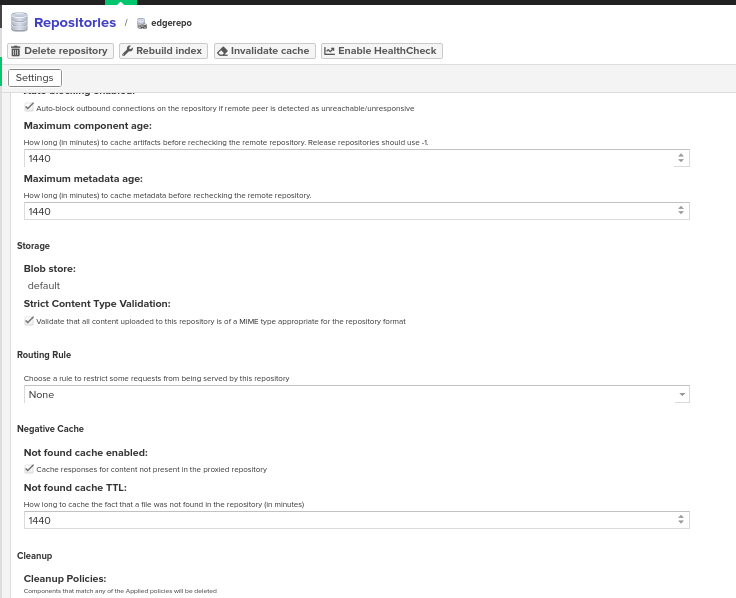 Repositories / edgerepo
Delete repository Rebuild index Invalidate cache Enable HealthCheck
Settings
Auto blocking enabled:
Auto-block outbound connections on the repository if remote peer is detected as unreachable/unresponsive
Maximum component age:
How long (in minutes) to cache artifacts before rechecking the remote repository. Release repositories should use -1.
1440
Maximum metadata age:
How long (in minutes) to cache metadata before rechecking the remote repository.
1440
Storage
Blob store:
default
Strict Content Type Validation:
Validate that all content uploaded to this repository is of a MIME type appropriate for the repository format
Routing Rule
Choose a rule to restrict some requests from being served by this repository
None
Negative Cache
Not found cache enabled:
Cache responses for content not present in the proxied repository
Not found cache TTL:
How long to cache the fact that a file was not found in the repository (in minutes)
1440
Cleanup
Cleanup Policies:
Components that match any of the Applied policies will be deleted